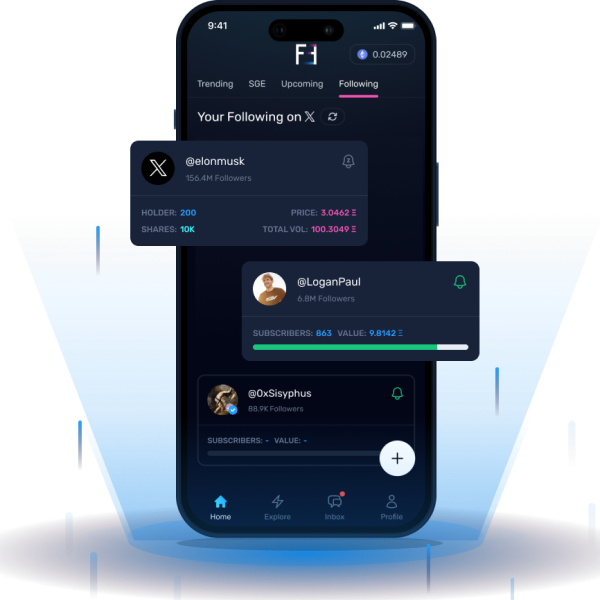 9:41
0.02489
Trending SGE Upcoming Following
Your Following on X
@elonmusk
156.4M Followers
HOLDER: 200 PRICE: 3.0462 Ξ
SHARES: 10K TOTAL VOL: 100.3049 Ξ
@LoganPaul
6.8M Followers
SUBSCRIBERS: 863 VALUE: 9.8142 Ξ
@0xSisyphus
88.9K Followers
SUBSCRIBERS: - VALUE: -
+
Home Explore Inbox Profile